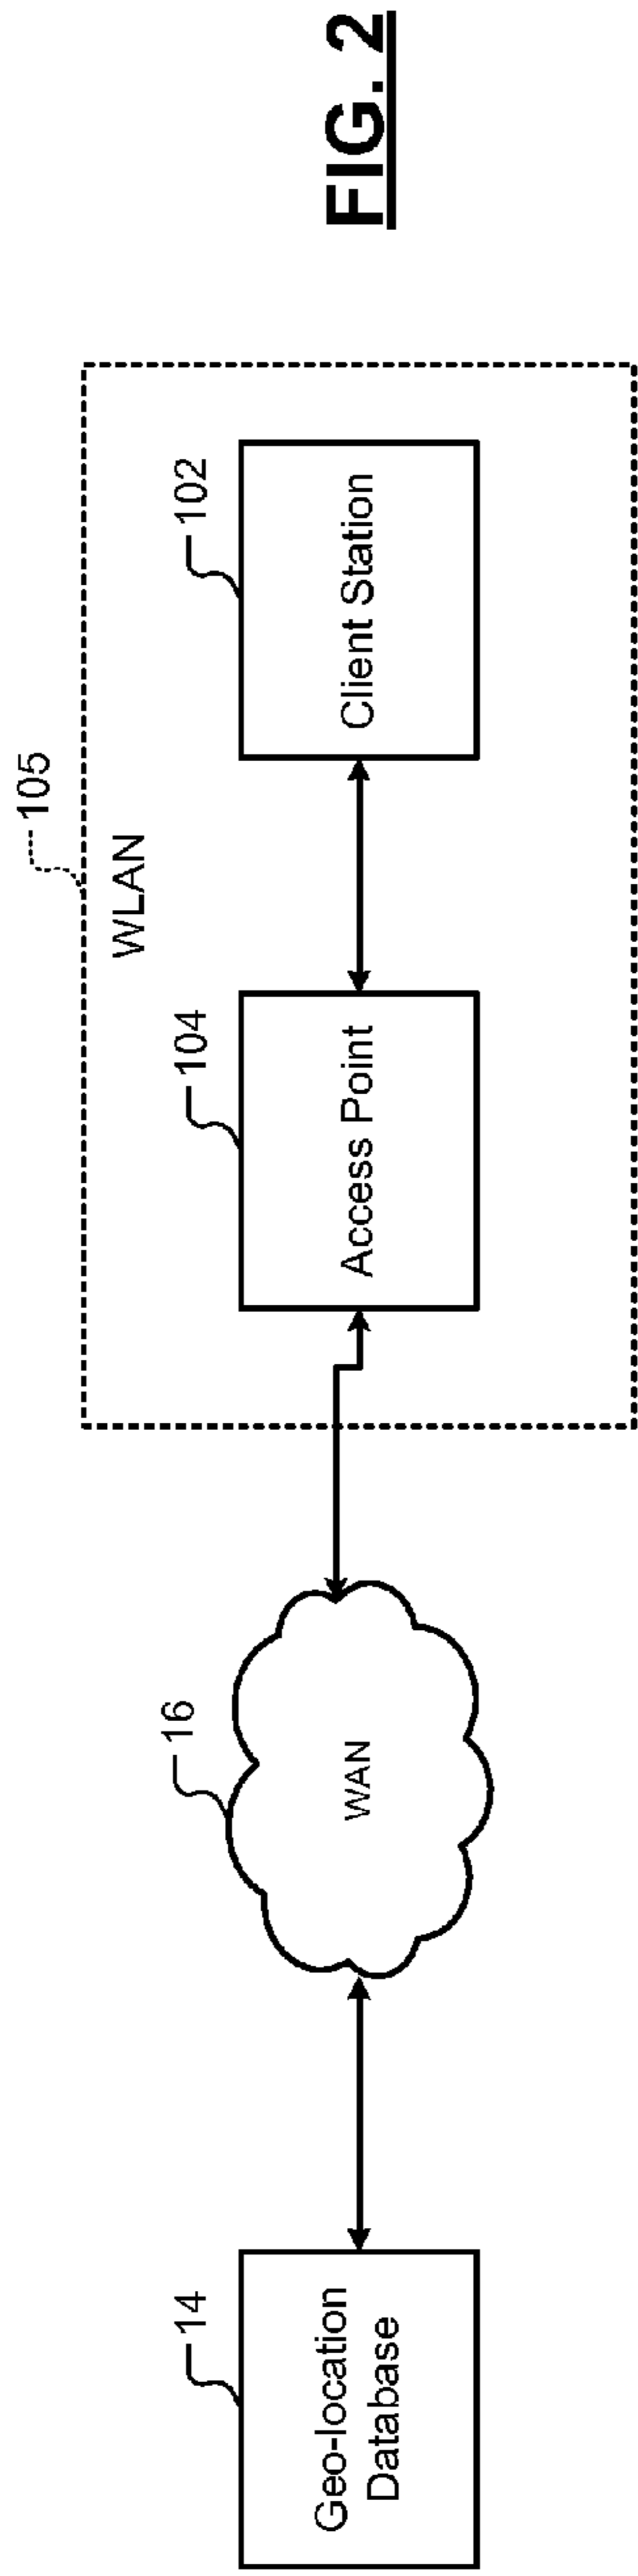 105
14
16
104
102
WLAN
Geo-location
Database
WAN
Access Point
Client Station
FIG. 2